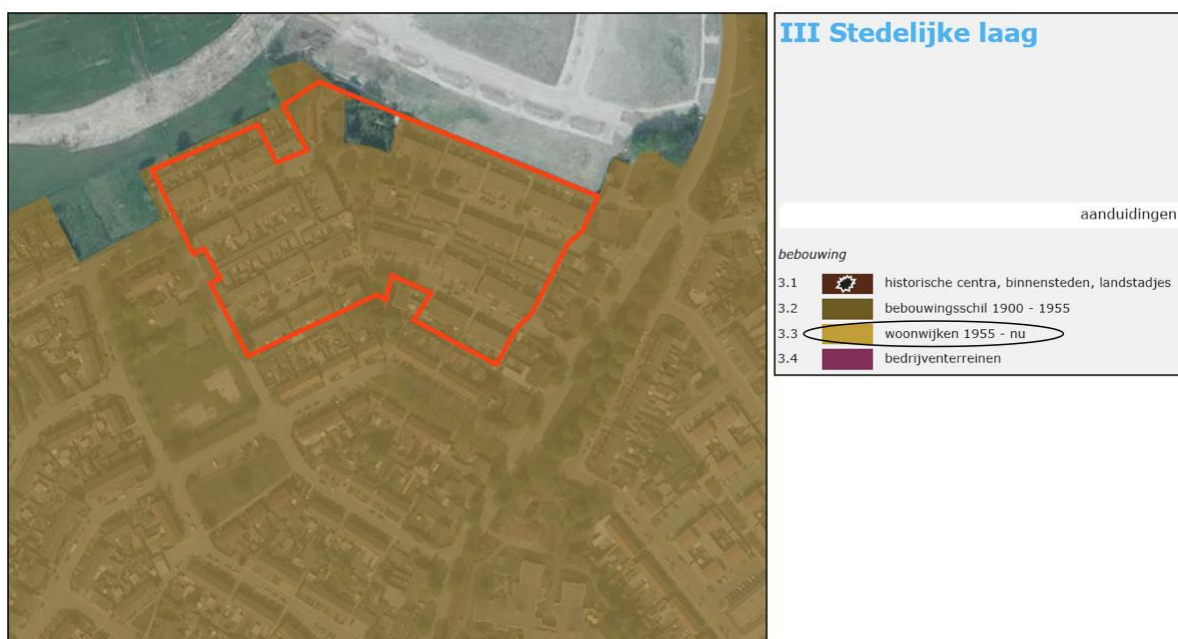 III Stedelijke laag
aanduidingen
bebouwing
3.1 historische centra, binnensteden, landstadjes
3.2 bebouwingsschil 1900 - 1955
3.3 woonwijken 1955 - nu
3.4 bedrijventerreinen